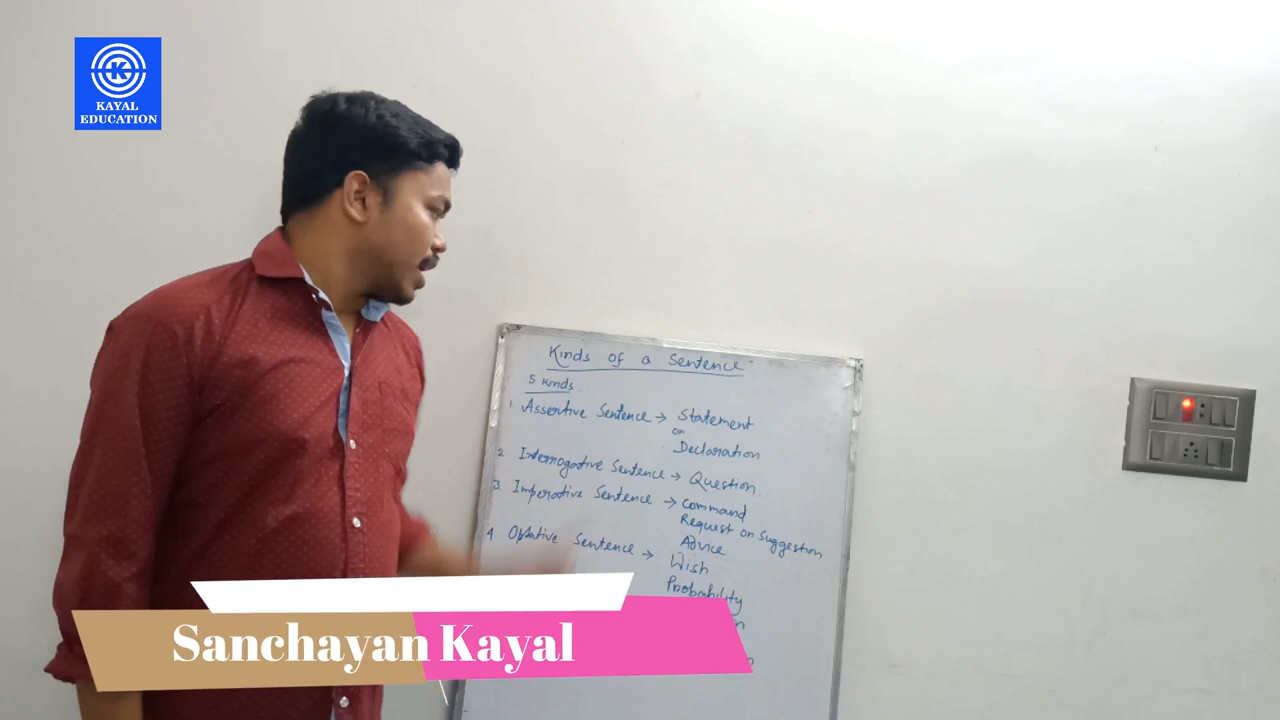 KAYAL
EDUCATION
Kinds of a Sentence
5 Kinds
1. Assertive Sentence → Statement
or
Declaration
2. Interrogative Sentence → Question
3. Imperative Sentence → Command
Request or Suggestion
Advice
4. Optative Sentence → Wish
Probability
Sanchayan Kayal